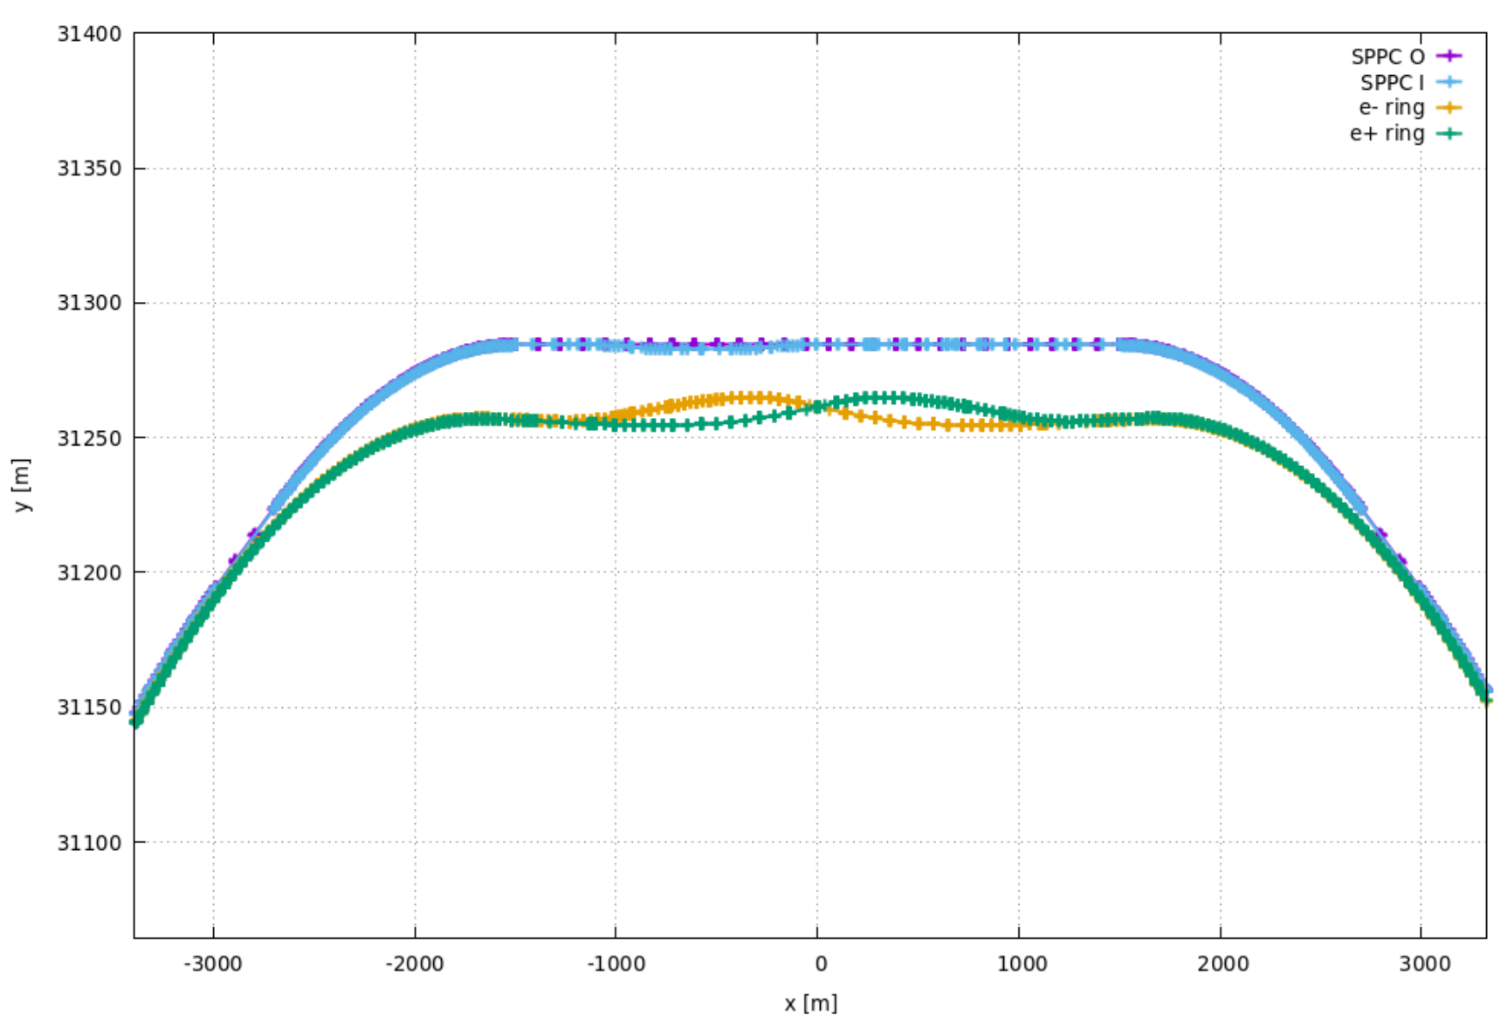 31400
31350
31300
31250
31200
31150
31100
y [m]
SPPC O
SPPC I
e- ring
e+ ring
-3000 -2000 -1000 0 1000 2000 3000
x [m]